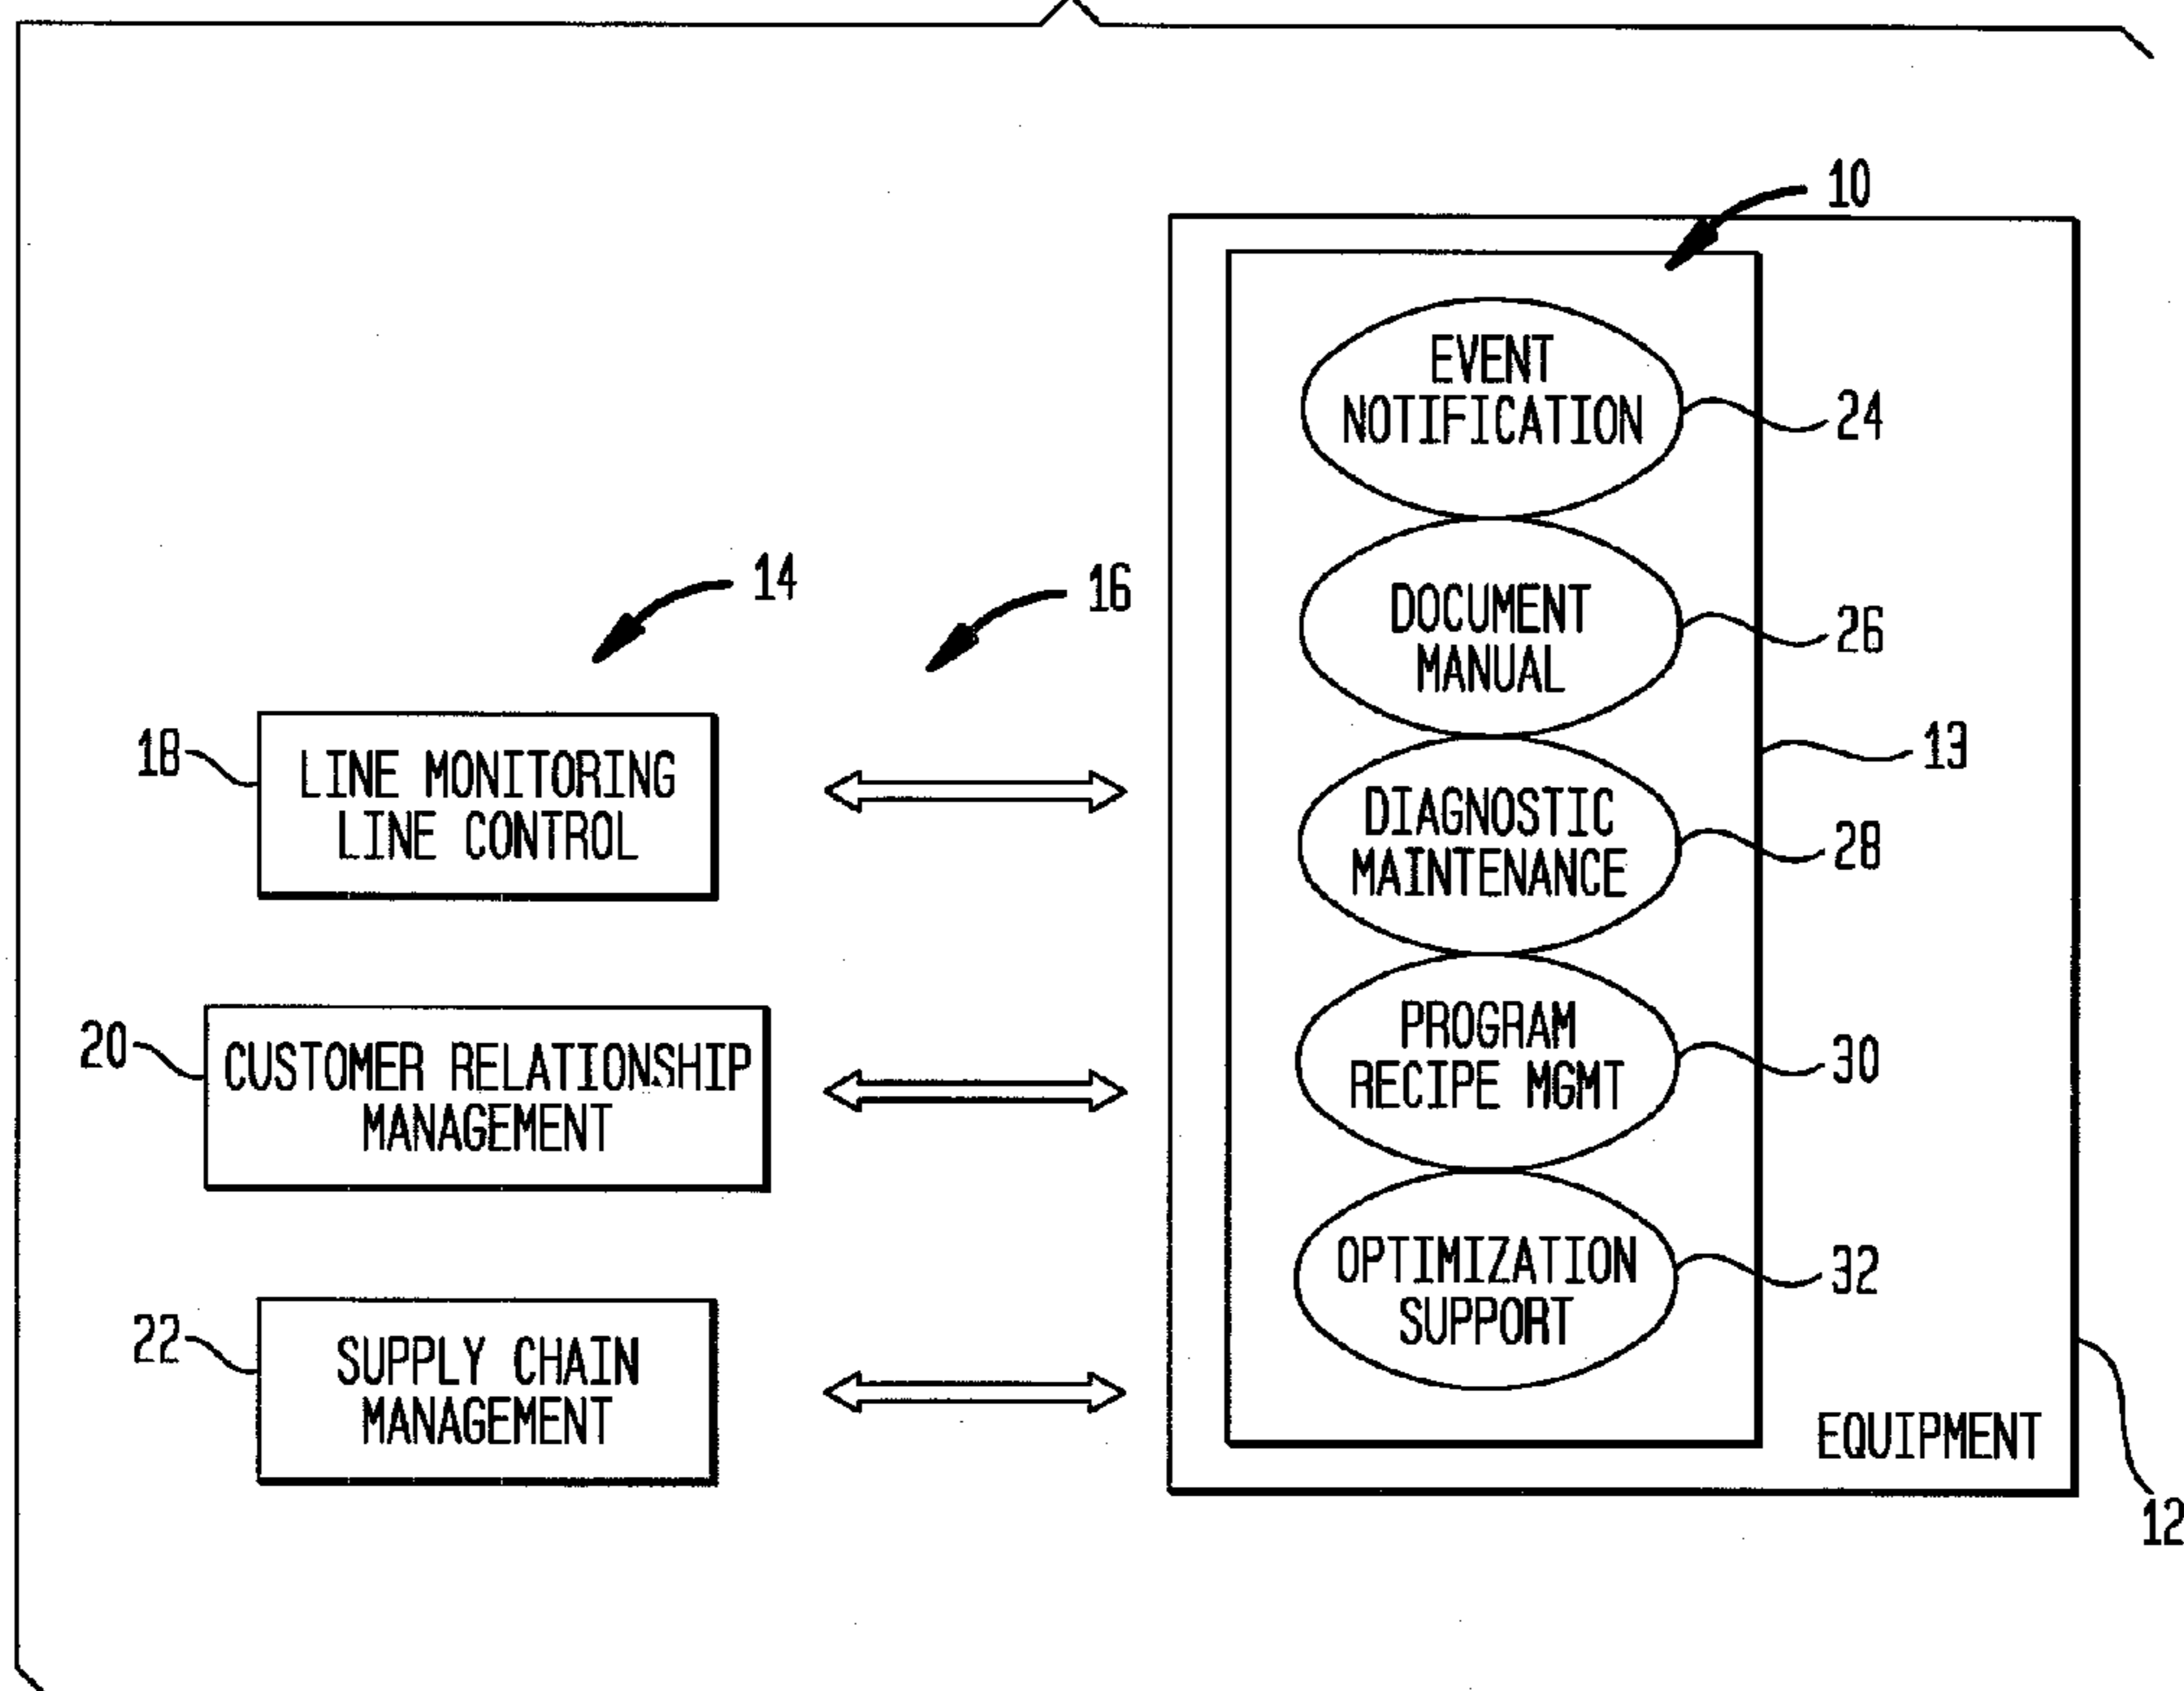 10
EVENT
NOTIFICATION
24
14
16
DOCUMENT
MANUAL
26
18
LINE MONITORING
LINE CONTROL
13
DIAGNOSTIC
MAINTENANCE
28
20
CUSTOMER RELATIONSHIP
MANAGEMENT
PROGRAM
RECIPE MGMT
30
22
SUPPLY CHAIN
MANAGEMENT
OPTIMIZATION
SUPPORT
32
EQUIPMENT
12